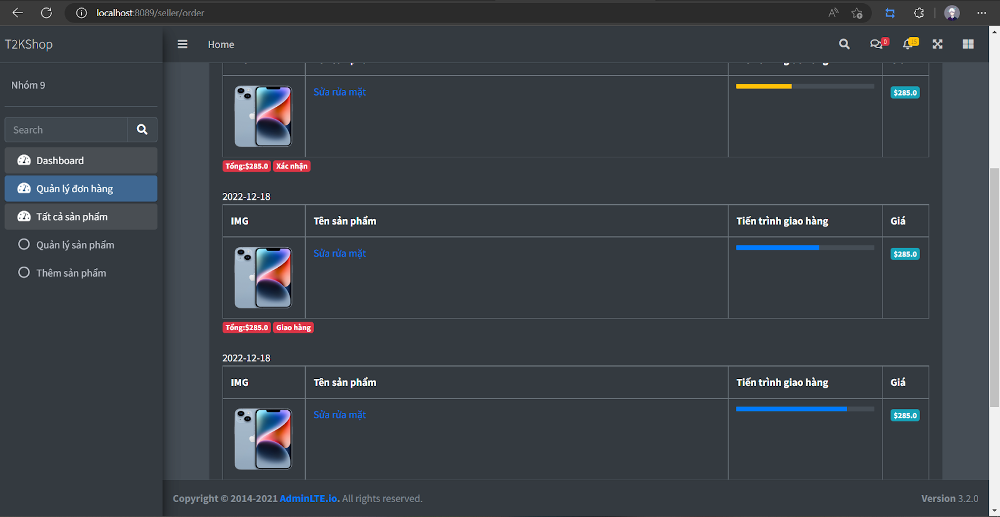 localhost:8089/seller/order
T2KShop
Home
0
15
Nhóm 9
Search
Dashboard
Quản lý đơn hàng
Tất cả sản phẩm
Quản lý sản phẩm
Thêm sản phẩm
Sửa rửa mặt
$285.0
Tổng:$285.0 Xác nhận
2022-12-18
IMG Tên sản phẩm Tiến trình giao hàng Giá
Sửa rửa mặt
$285.0
Tổng:$285.0 Giao hàng
2022-12-18
IMG Tên sản phẩm Tiến trình giao hàng Giá
Sửa rửa mặt
$285.0
Copyright © 2014-2021 AdminLTE.io. All rights reserved.
Version 3.2.0